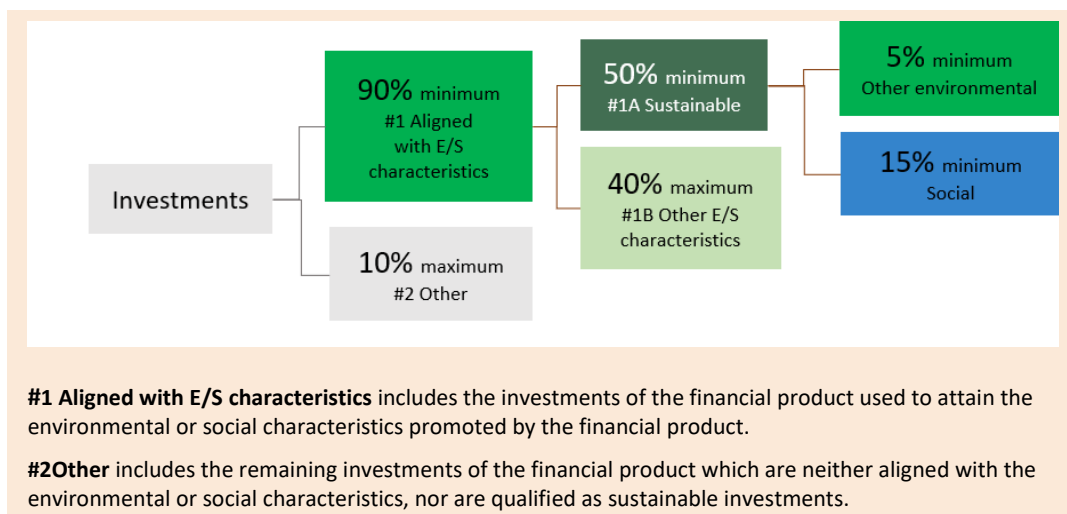 90% minimum
#1 Aligned
with E/S
characteristics
50% minimum
#1A Sustainable
5% minimum
Other environmental
Investments
40% maximum
#1B Other E/S
characteristics
15% minimum
Social
10% maximum
#2 Other
#1 Aligned with E/S characteristics includes the investments of the financial product used to attain the
environmental or social characteristics promoted by the financial product.
#2Other includes the remaining investments of the financial product which are neither aligned with the
environmental or social characteristics, nor are qualified as sustainable investments.